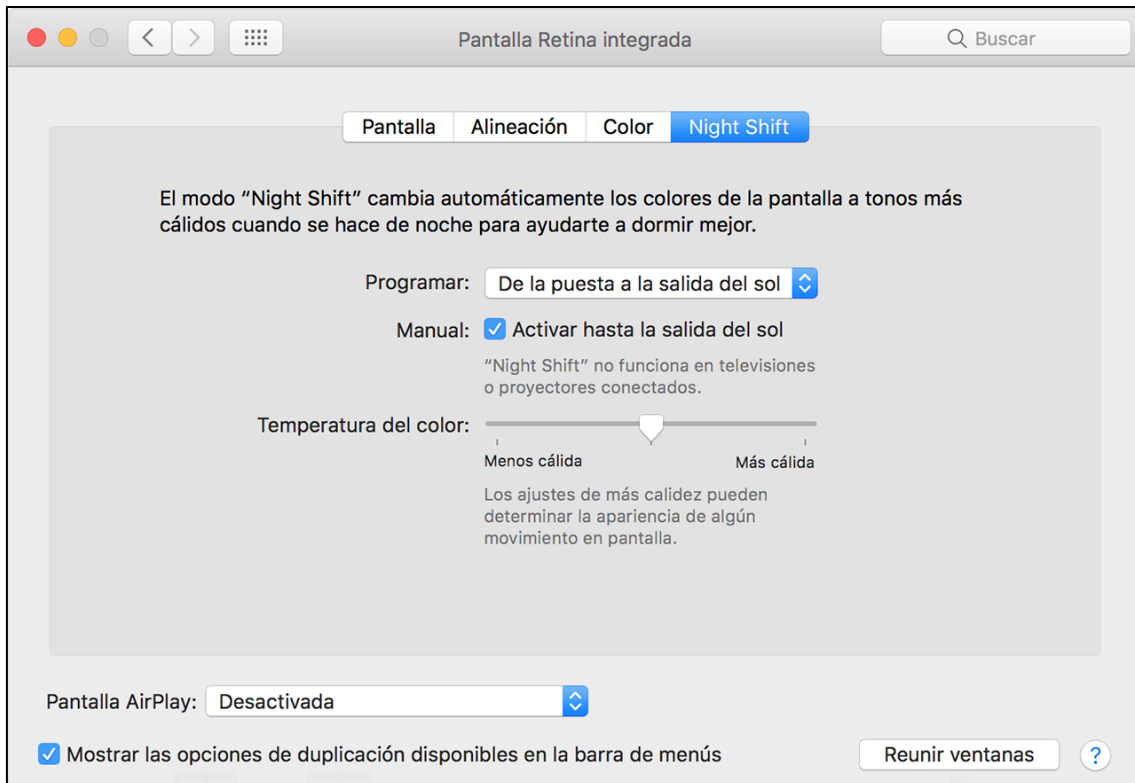 Pantalla Retina integrada
Buscar
Pantalla Alineación Color Night Shift
El modo “Night Shift” cambia automáticamente los colores de la pantalla a tonos más
cálidos cuando se hace de noche para ayudarte a dormir mejor.
Programar: De la puesta a la salida del sol
Manual: Activar hasta la salida del sol
“Night Shift” no funciona en televisiones
o proyectores conectados.
Temperatura del color:
Menos cálida Más cálida
Los ajustes de más calidez pueden
determinar la apariencia de algún
movimiento en pantalla.
Pantalla AirPlay: Desactivada
Mostrar las opciones de duplicación disponibles en la barra de menús
Reunir ventanas ?